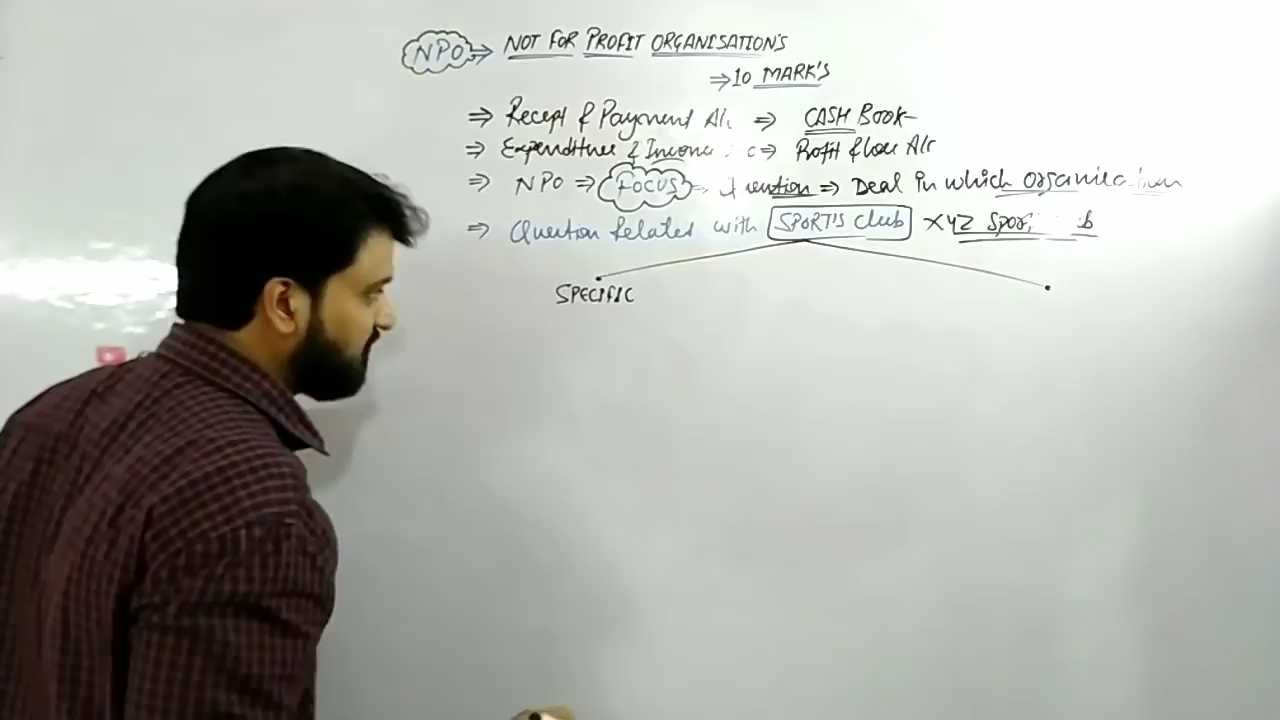 NPO ⇒ NOT FOR PROFIT ORGANISATION'S
⇒ 10 MARK'S
⇒ Receipt & Payment A/c ⇒ CASH Book
⇒ Expenditure & Income c ⇒ Profit & loss A/c
⇒ NPO ⇒ FOCUS ⇒ ⇒ Deal in which organisation
⇒ Question Related with SPORT'S Club XYZ
SPECIFIC